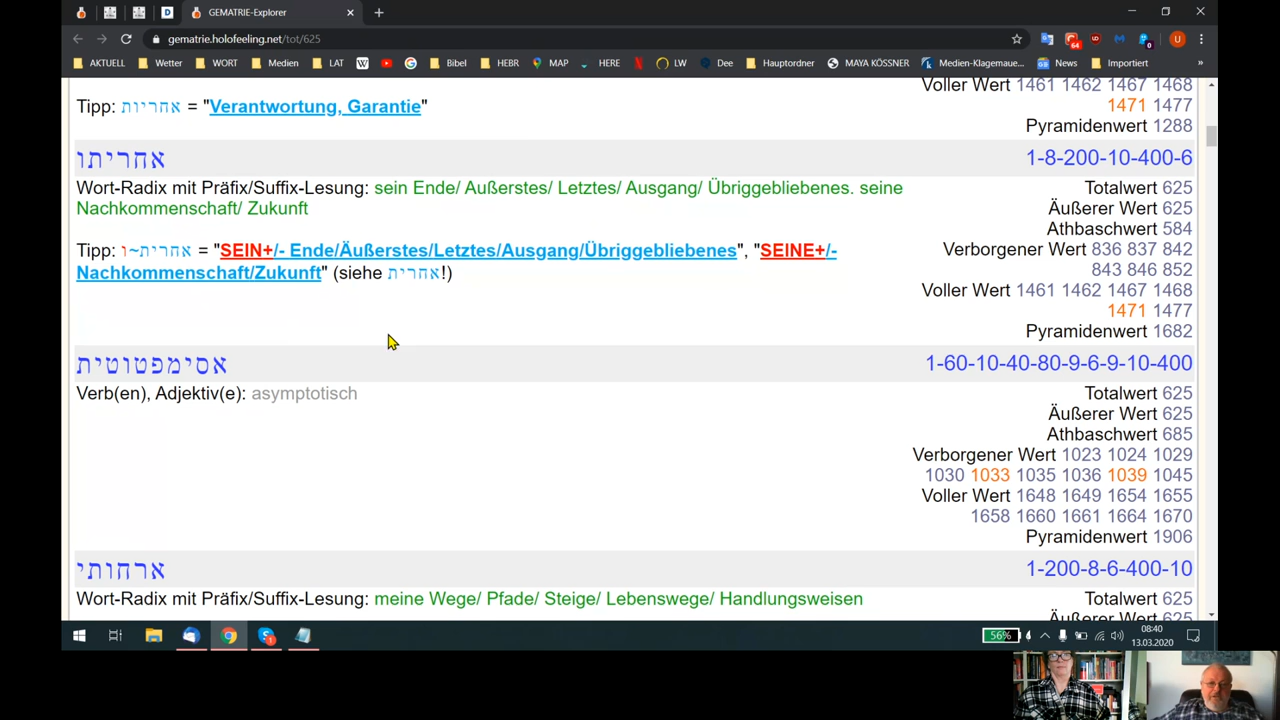 GEMATRIE-Explorer
gematrie.holofeeling.net/tot/625
64
0
U
AKTUELL Wetter WORT Medien LAT Bibel HEBR MAP HERE LW Dee Hauptordner MAYA KÖSSNER Medien-Klagemaue... News Importiert »
Voller Wert 1461 1462 1467 1468
Tipp: אחריות = "Verantwortung, Garantie"
1471 1477
Pyramidenwert 1288
אחריתו 1-8-200-10-400-6
Wort-Radix mit Präfix/Suffix-Lesung: sein Ende/ Außerstes/ Letztes/ Ausgang/ Übriggebliebenes. seine
Nachkommenschaft/ Zukunft
Totalwert 625
Äußerer Wert 625
Athbaschwert 584
Tipp: אחרית~ו = "SEIN+/- Ende/Äußerstes/Letztes/Ausgang/Übriggebliebenes", "SEINE+/-
Nachkommenschaft/Zukunft" (siehe אחרית!)
Verborgener Wert 836 837 842
843 846 852
Voller Wert 1461 1462 1467 1468
1471 1477
Pyramidenwert 1682
אסימפטוטית 1-60-10-40-80-9-6-9-10-400
Verb(en), Adjektiv(e): asymptotisch
Totalwert 625
Äußerer Wert 625
Athbaschwert 685
Verborgener Wert 1023 1024 1029
1030 1033 1035 1036 1039 1045
Voller Wert 1648 1649 1654 1655
1658 1660 1661 1664 1670
Pyramidenwert 1906
ארחותי 1-200-8-6-400-10
Wort-Radix mit Präfix/Suffix-Lesung: meine Wege/ Pfade/ Steige/ Lebenswege/ Handlungsweisen
Totalwert 625
Äußerer Wert 625
56%
08:40
13.03.2020